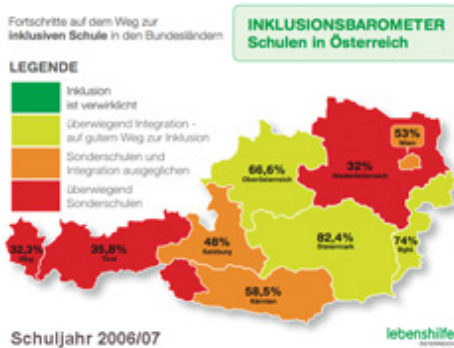 Fortschritte auf dem Weg zur
inklusiven Schule in den Bundesländern
INKLUSIONSBAROMETER
Schulen in Österreich
LEGENDE
Inklusion
ist verwirklicht
überwiegend Integration -
auf gutem Weg zur Inklusion
Sonderschulen und
Integration ausgeglichen
überwiegend
Sonderschulen
53%
Wien
66,6%
Oberösterreich
32%
Niederösterreich
32,3%
Vbg
35,8%
Tirol
48%
Salzburg
82,4%
Steiermark
74%
Bgld.
58,5%
Kärnten
Schuljahr 2006/07
lebenshilfe
ÖSTERREICH